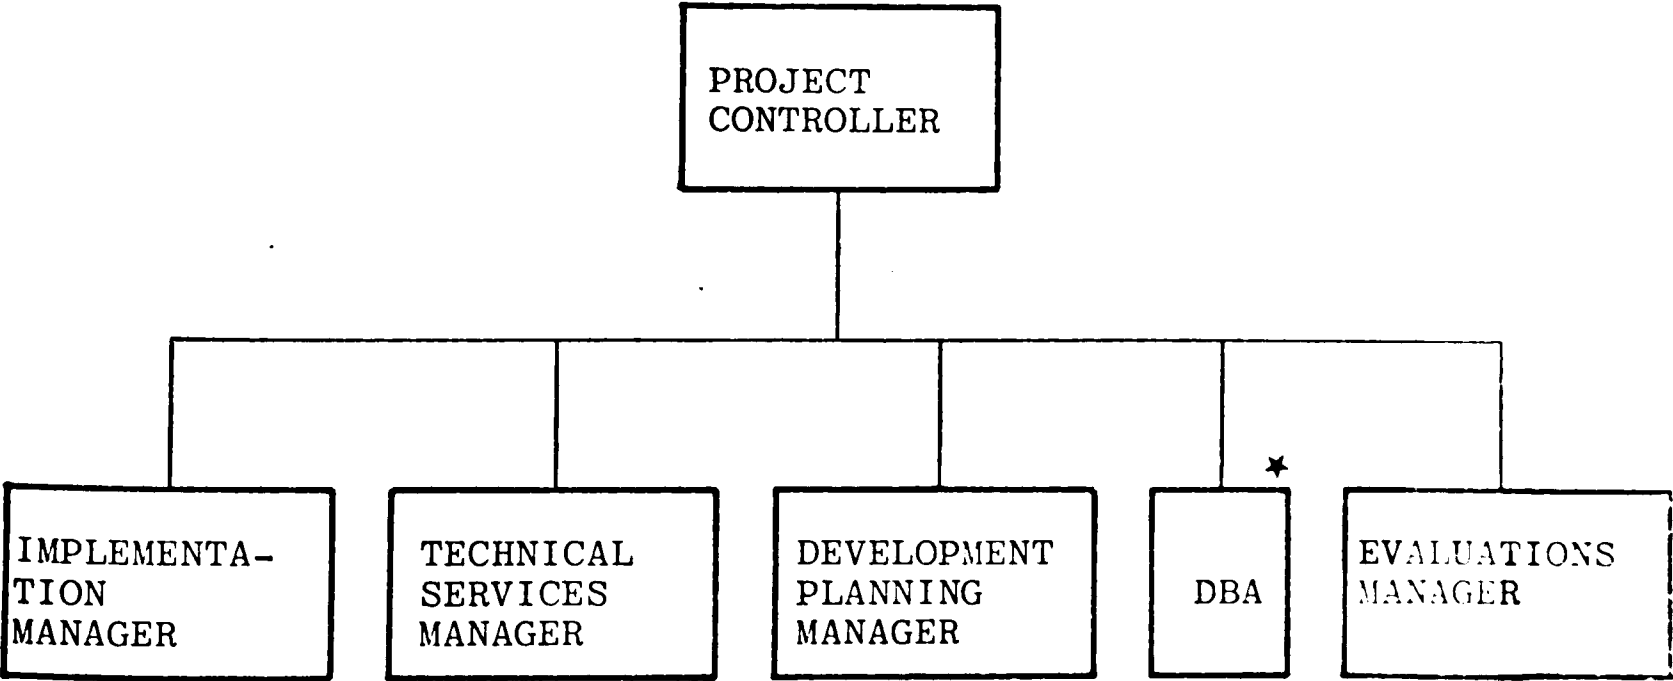 PROJECT
CONTROLLER
IMPLEMENTA-
TION
MANAGER
TECHNICAL
SERVICES
MANAGER
DEVELOPMENT
PLANNING
MANAGER
★
DBA
EVALUATIONS
MANAGER